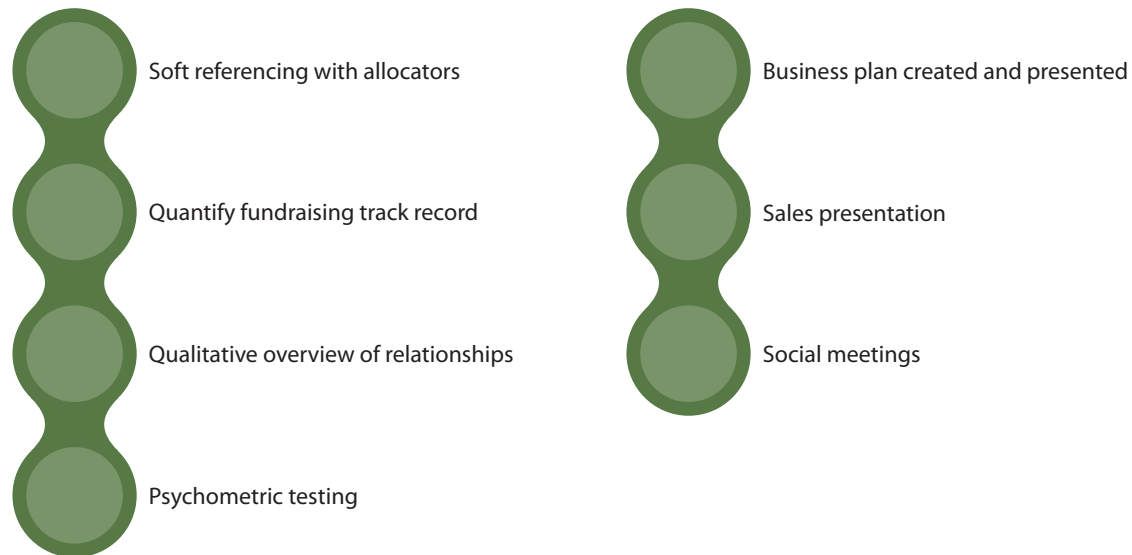 Soft referencing with allocators
Quantify fundraising track record
Qualitative overview of relationships
Psychometric testing
Business plan created and presented
Sales presentation
Social meetings